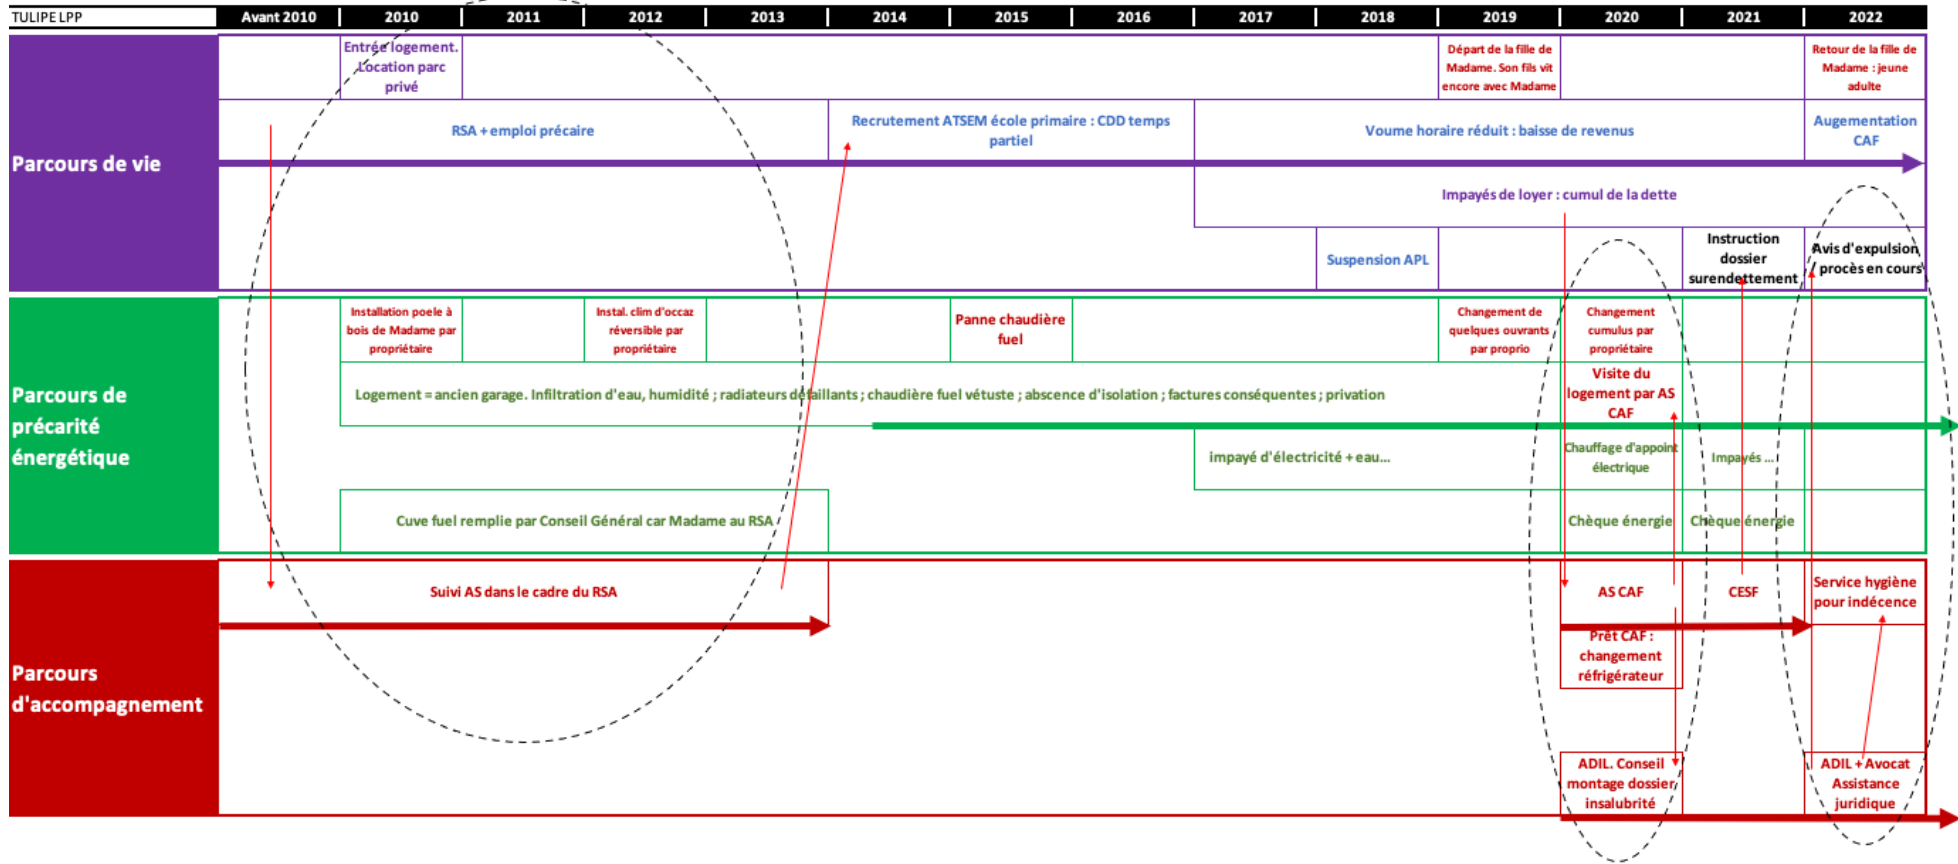 TULIPE LPP
Avant 2010
2010
2011
2012
2013
2014
2015
2016
2017
2018
2019
2020
2021
2022
Parcours de vie
Entrée logement.
Location parc
privé
Départ de la fille de
Madame. Son fils vit
encore avec Madame
Retour de la fille de
Madame : jeune
adulte
RSA + emploi précaire
Recrutement ATSEM école primaire : CDD temps
partiel
Voume horaire réduit : baisse de revenus
Augementation
CAF
Impayés de loyer : cumul de la dette
Suspension APL
Instruction
dossier
surendettement
Avis d'expulsion
procès en cours
Parcours de
précarité
énergétique
Installation poele à
bois de Madame par
propriétaire
Instal. clim d'occaz
réversible par
propriétaire
Panne chaudière
fuel
Changement de
quelques ouvrants
par proprio
Changement
cumulus par
propriétaire
Logement = ancien garage. Infiltration d'eau, humidité ; radiateurs défaillants ; chaudière fuel vétuste ; abscence d'isolation ; factures conséquentes ; privation
Visite du
logement par AS
CAF
impayé d'électricité + eau...
Chauffage d'appoint
électrique
Impayés ...
Cuve fuel remplie par Conseil Général car Madame au RSA
Chèque énergie
Chèque énergie
Parcours
d'accompagnement
Suivi AS dans le cadre du RSA
AS CAF
CESF
Service hygiène
pour indécence
Prêt CAF :
changement
réfrigérateur
ADIL. Conseil
montage dossier
insalubrité
ADIL + Avocat
Assistance
juridique